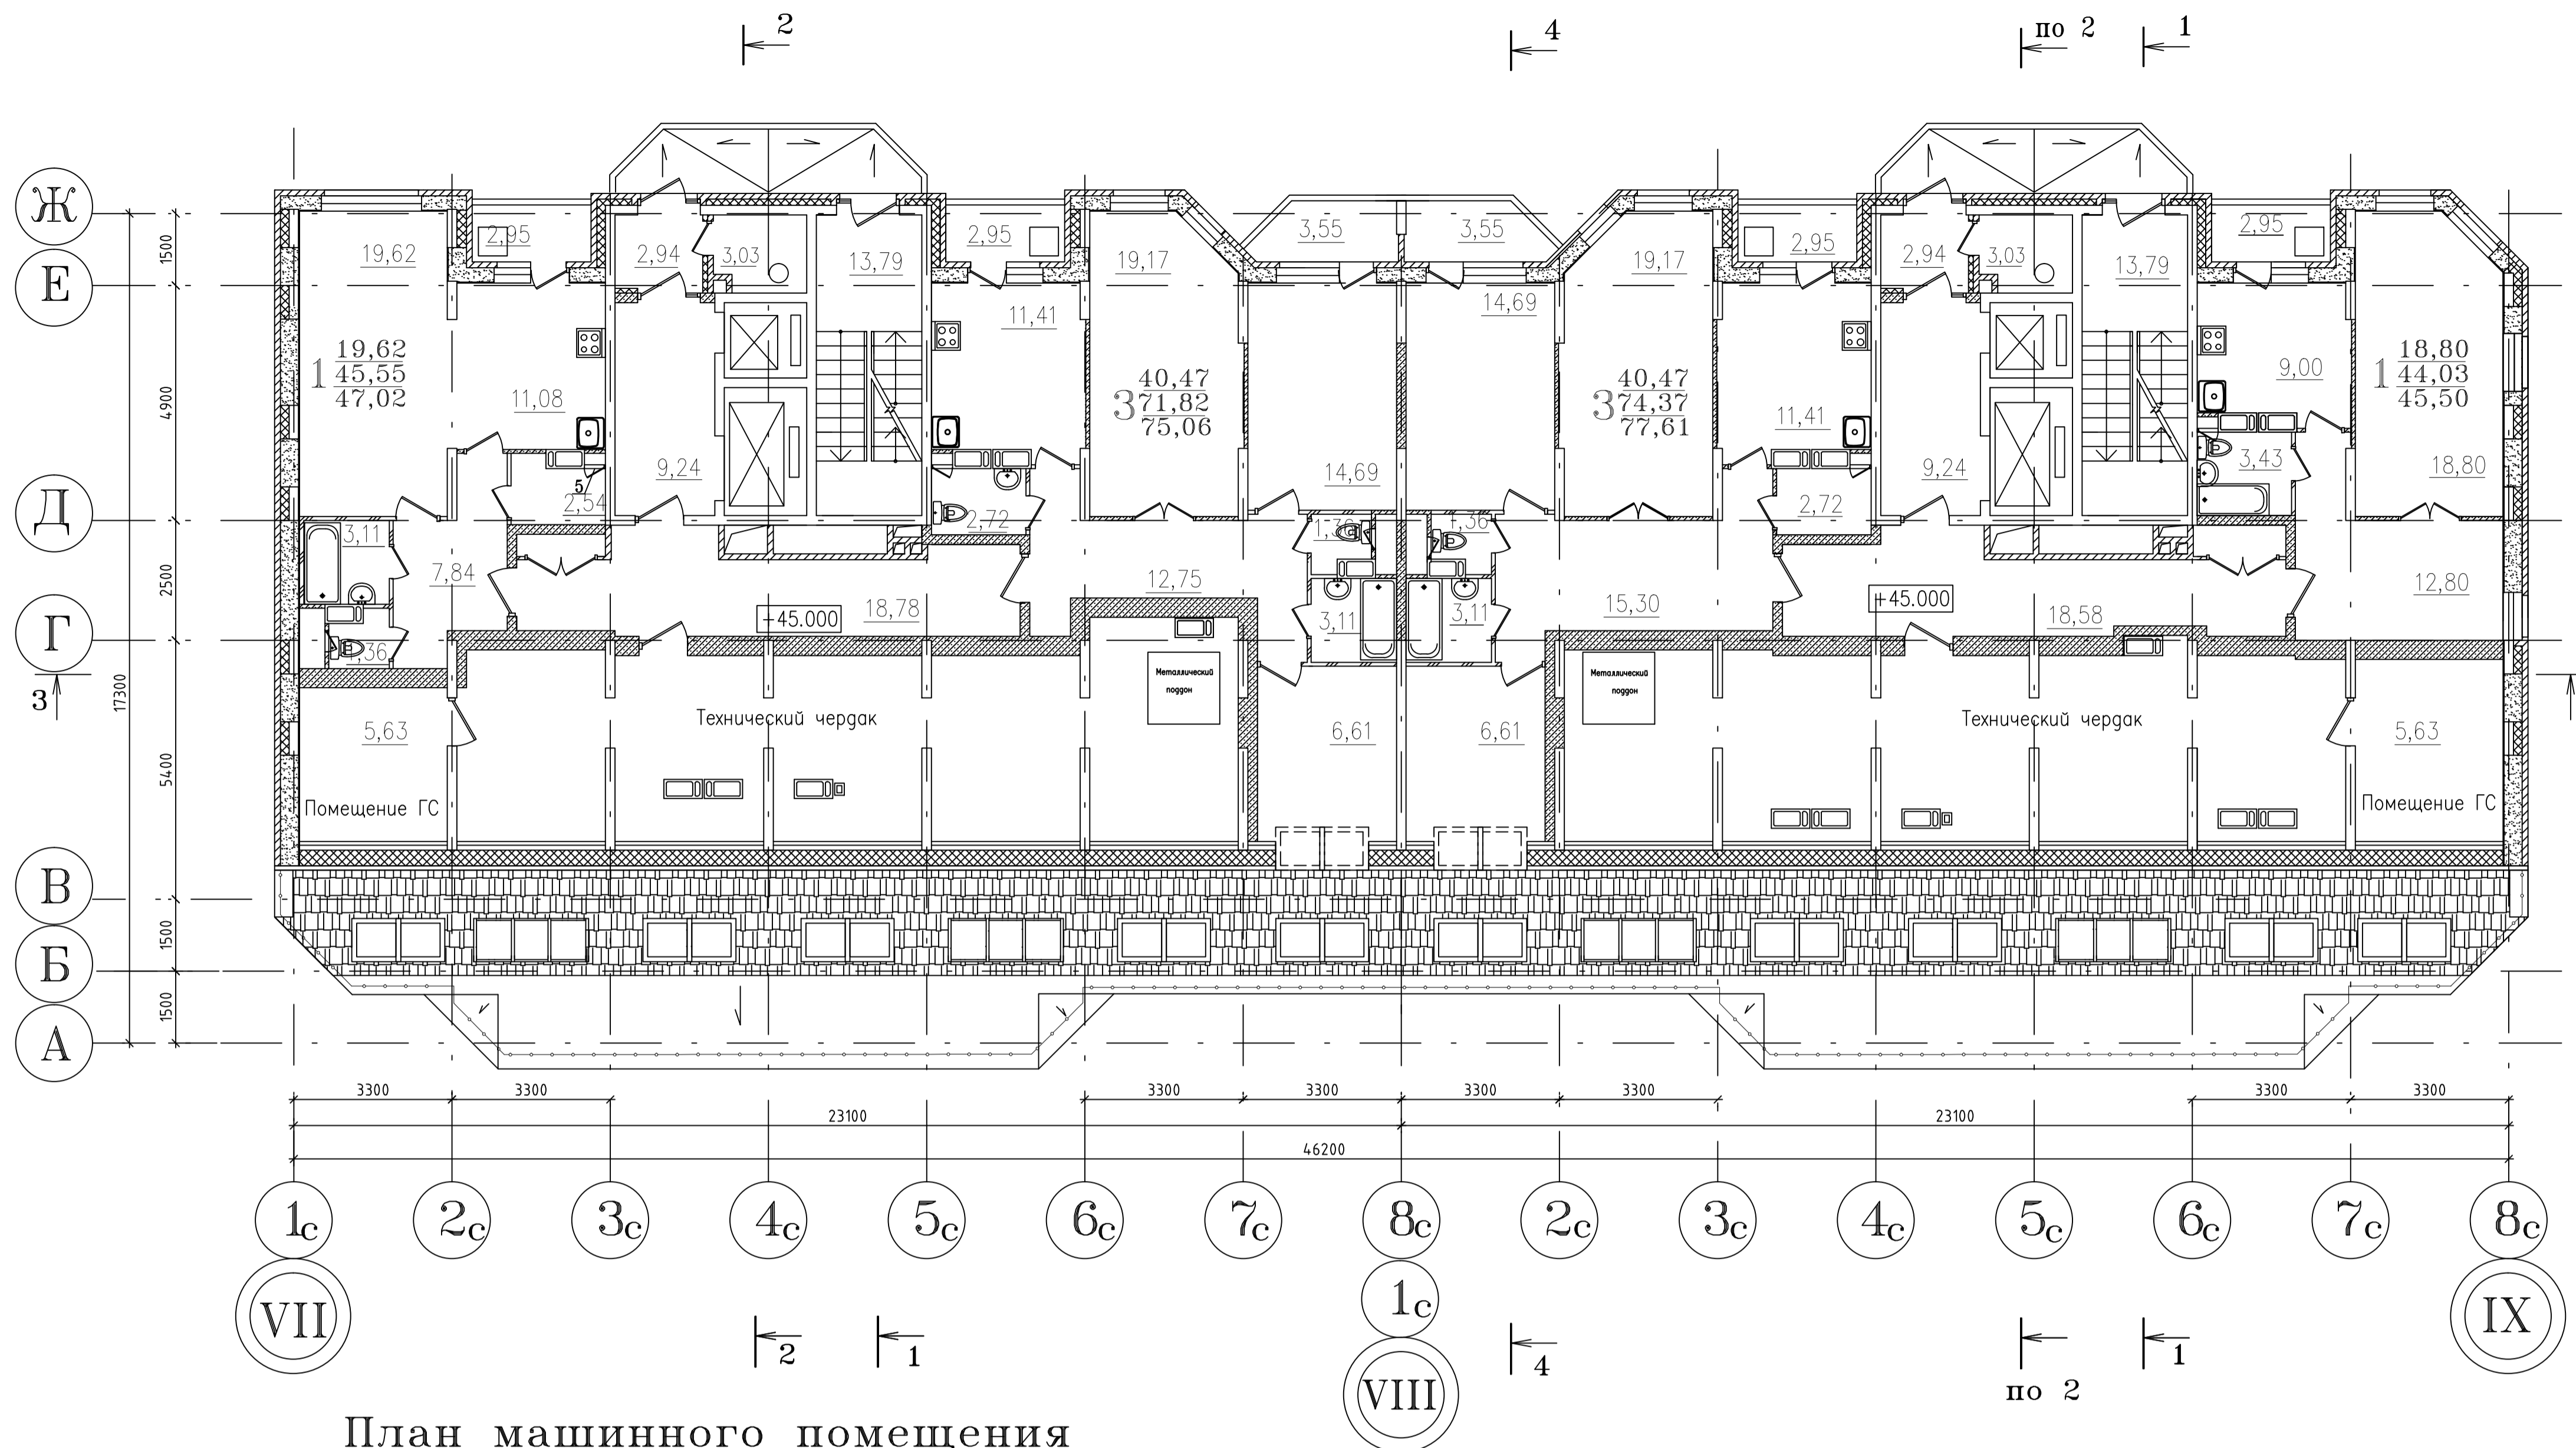 2
4
по 2
1
Ж
Е
Д
Г
В
Б
А
1500
4900
2500
5400
1500
1500
17300
3
19,62
2,95
2,94
3,03
13,79
2,95
19,17
3,55
3,55
19,17
2,95
2,94
3,03
13,79
2,95
11,41
14,69
1
19,62
45,55
47,02
11,08
3
40,47
71,82
75,06
3
40,47
74,37
77,61
11,41
9,00
1
18,80
44,03
45,50
9,24
5
2,54
2,72
14,69
2,72
9,24
3,43
18,80
3,11
7,84
1,36
1,36
1,36
12,75
18,78
+45.000
3,11
3,11
15,30
+45.000
18,58
12,80
Металлический
поддон
Металлический
поддон
5,63
Технический чердак
6,61
6,61
Технический чердак
5,63
Помещение ГС
Помещение ГС
3300
3300
3300
3300
3300
3300
3300
3300
23100
23100
46200
1с
2с
3с
4с
5с
6с
7с
8с
2с
3с
4с
5с
6с
7с
8с
1с
VII
VIII
IX
2
1
4
по 2
1
План машинного помещения